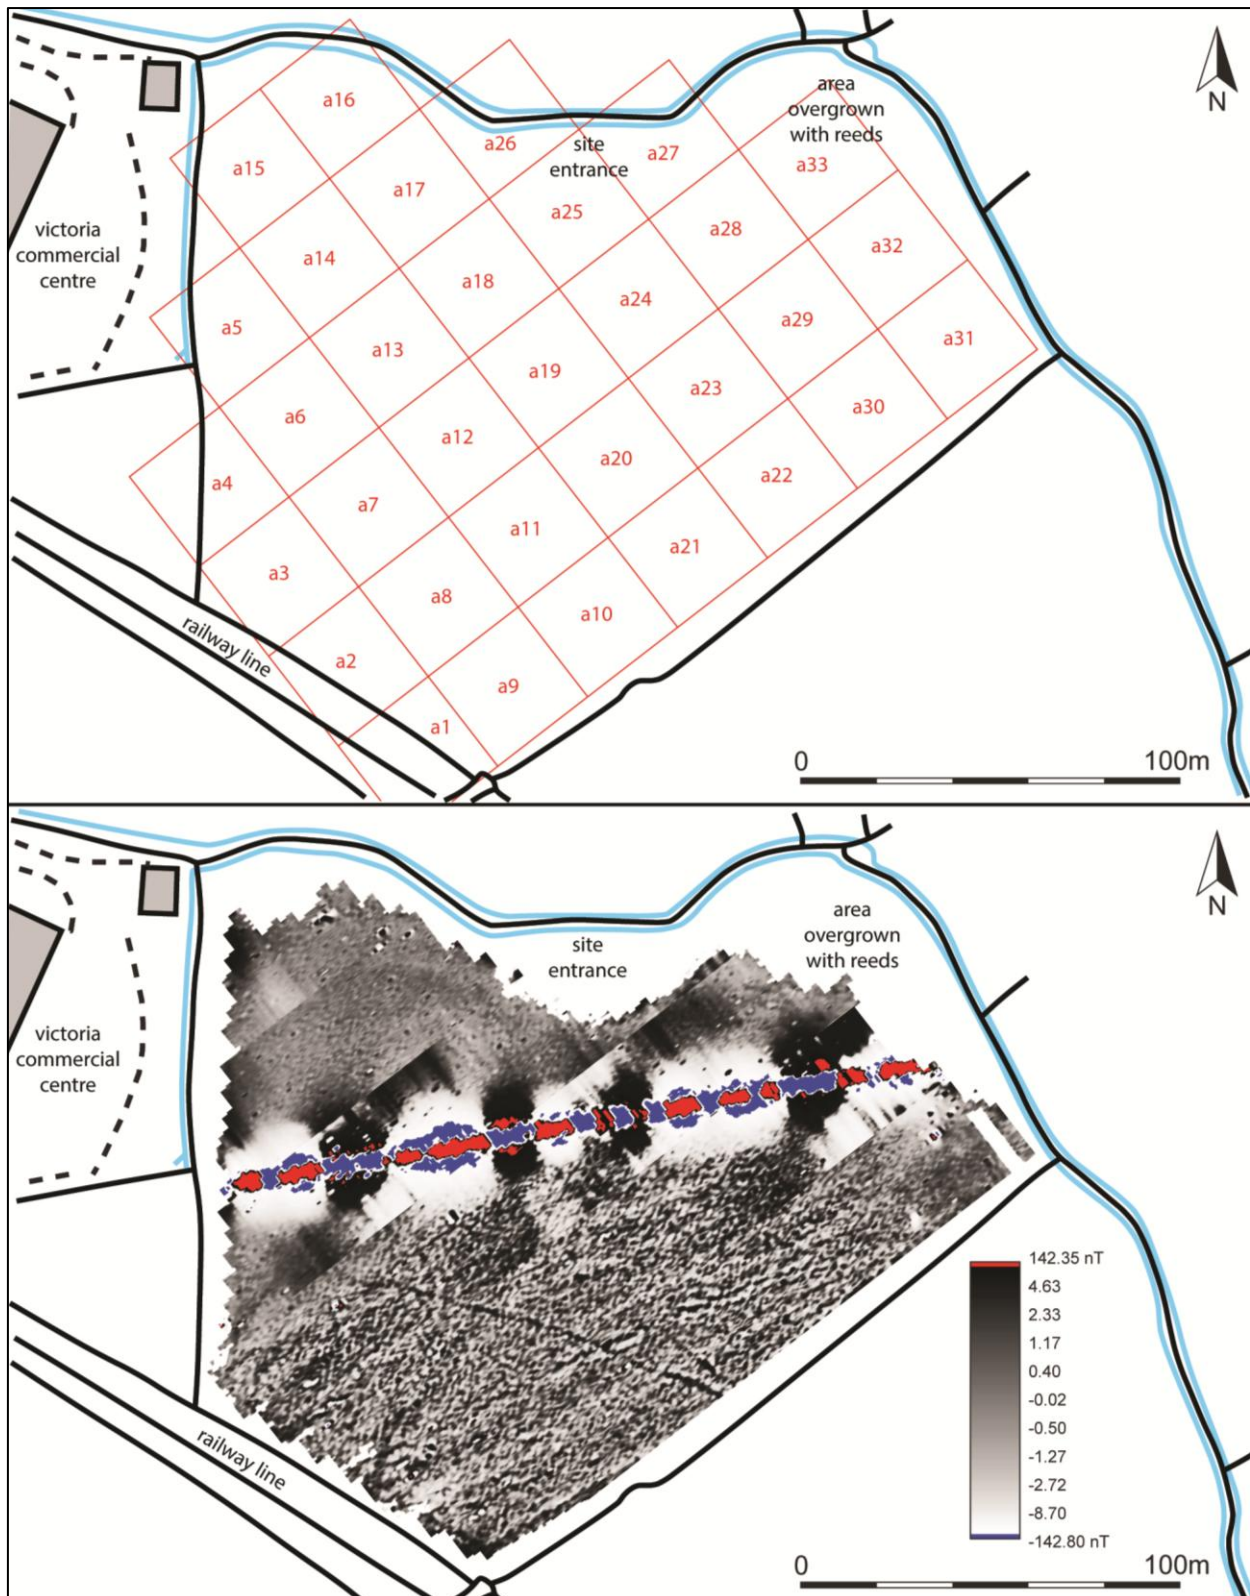 a16
N
area
overgrown
with reeds
a26
site
entrance
a27
a15
a33
a17
a25
victoria
commercial
centre
a28
a32
a14
a18
a24
a5
a29
a31
a13
a19
a23
a6
a30
a12
a20
a4
a22
a7
a11
a21
a3
a8
a10
railway line
a2
a9
a1
0
100m
N
area
overgrown
with reeds
site
entrance
victoria
commercial
centre
142.35 nT
4.63
2.33
1.17
0.40
-0.02
-0.50
-1.27
-2.72
-8.70
-142.80 nT
railway line
0
100m